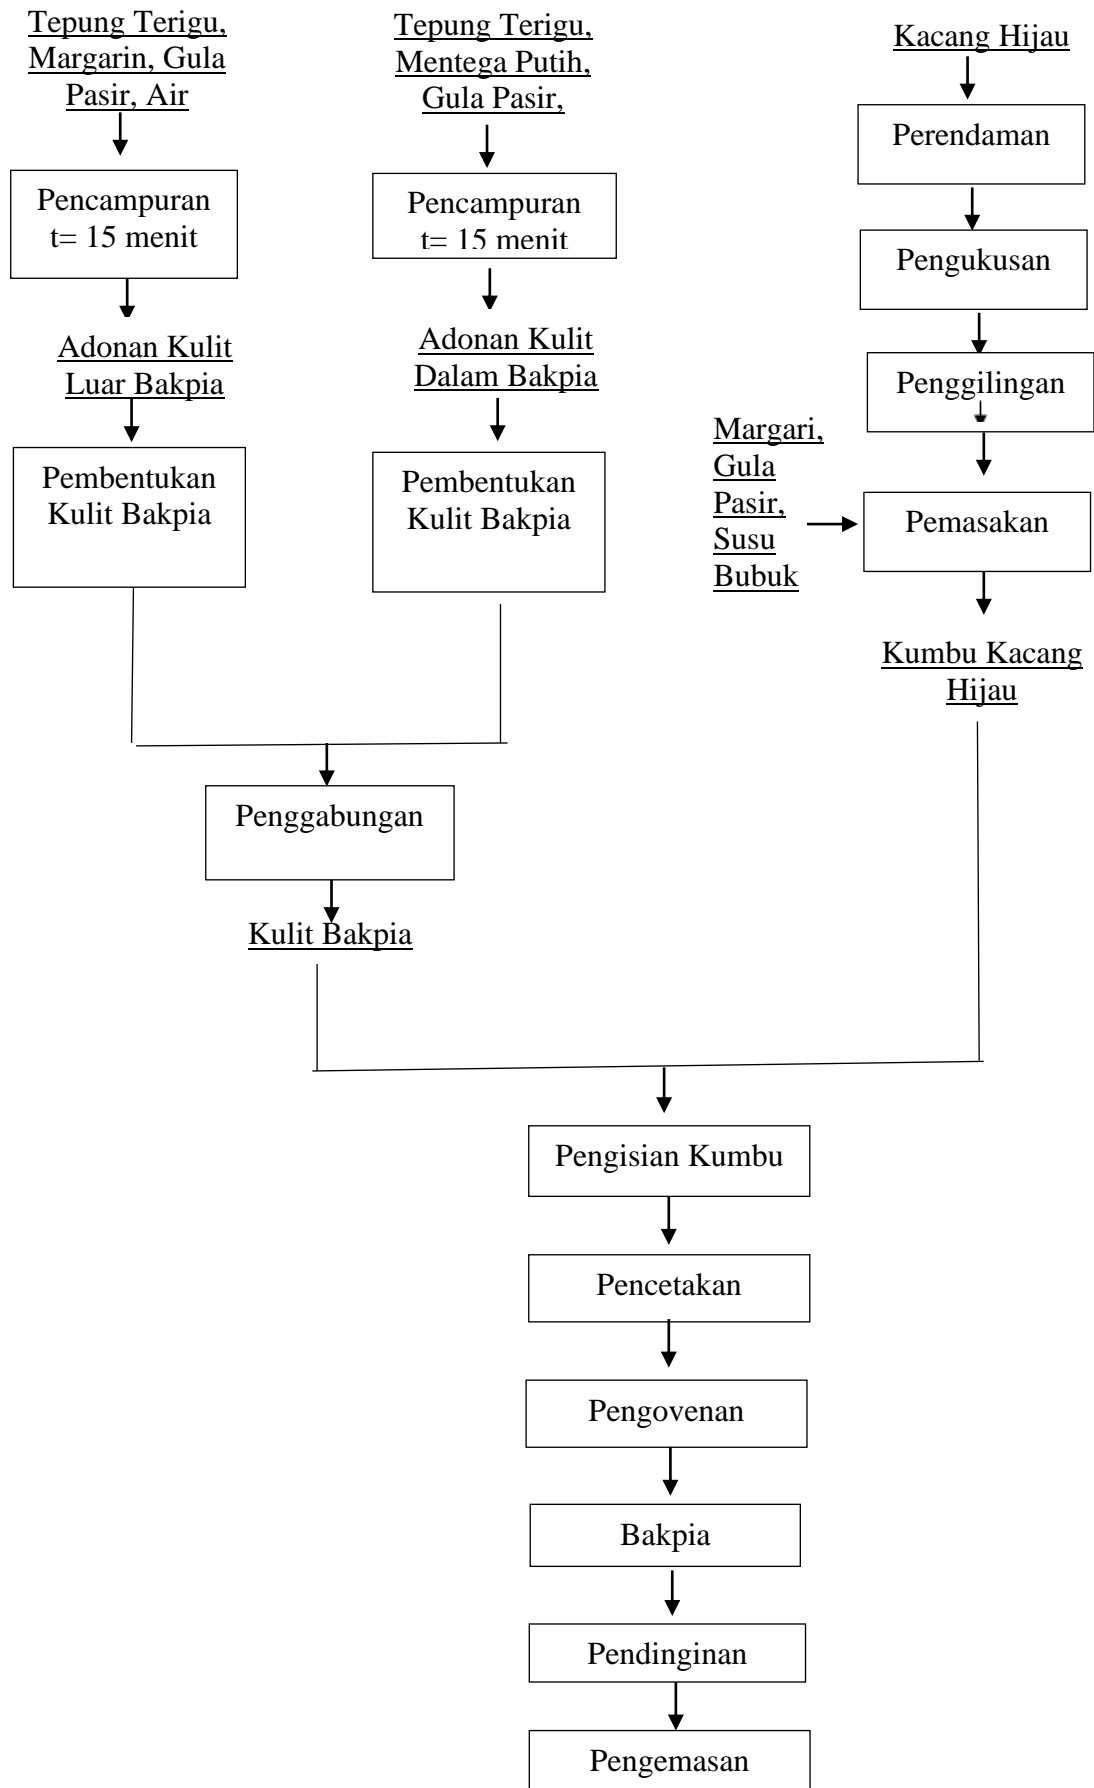 Tepung Terigu,
Margarin, Gula
Pasir, Air
Pencampuran
t= 15 menit
Adonan Kulit
Luar Bakpia
Pembentukan
Kulit Bakpia
Tepung Terigu,
Mentega Putih,
Gula Pasir,
Pencampuran
t= 15 menit
Adonan Kulit
Dalam Bakpia
Pembentukan
Kulit Bakpia
Kacang Hijau
Perendaman
Pengukusan
Penggilingan
Margari,
Gula
Pasir,
Susu
Bubuk
Pemasakan
Kumbu Kacang
Hijau
Penggabungan
Kulit Bakpia
Pengisian Kumbu
Pencetakan
Pengovenan
Bakpia
Pendinginan
Pengemasan